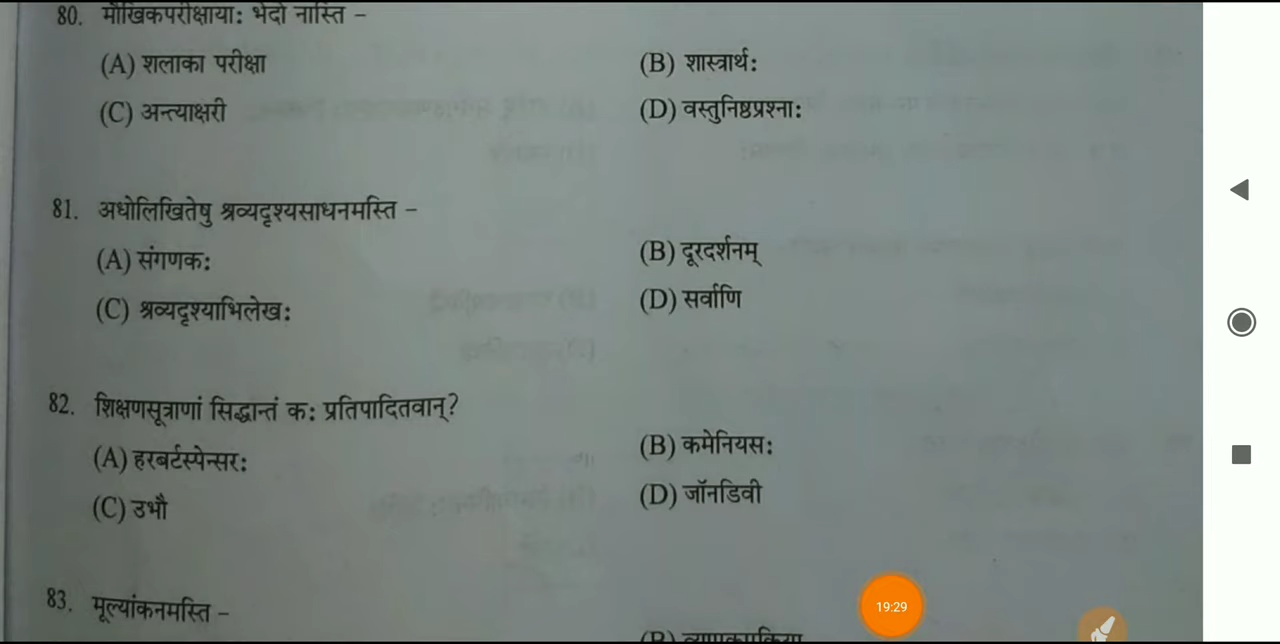 80. मौखिकपरीक्षायाः भेदो नास्ति –
(A) शलाका परीक्षा (B) शास्त्रार्थः
(C) अन्त्याक्षरी (D) वस्तुनिष्ठप्रश्नाः
81. अधोलिखितेषु श्रव्यदृश्यसाधनमस्ति –
(A) संगणकः (B) दूरदर्शनम्
(C) श्रव्यदृश्याभिलेखः (D) सर्वाणि
82. शिक्षणसूत्राणां सिद्धान्तं कः प्रतिपादितवान्?
(A) हरबर्टस्पेन्सरः (B) कमेनियसः
(C) उभौ (D) जॉनडिवी
83. मूल्यांकनमस्ति –
19:29
(B)